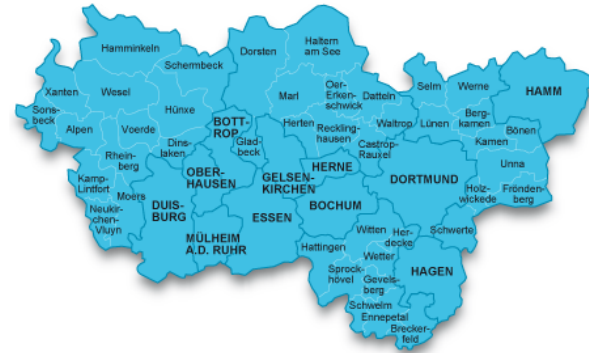 Hamminkeln
Schermbeck
Dorsten
Haltern
am See
Xanten
Wesel
Hünxe
Marl
Oer-
Erken-
schwick
Datteln
Selm
Werne
HAMM
Sons-
beck
Alpen
Voerde
Dins-
laken
BOTT-
ROP
Glad-
beck
Herten
Reckling-
hausen
Waltrop
Lünen
Berg-
kamen
Bönen
Kamen
Rhein-
berg
Castrop-
Rauxel
Unna
Kamp-
Lintfort
Moers
OBER-
HAUSEN
GELSEN-
KIRCHEN
HERNE
DORTMUND
Holz-
wickede
Frönden-
berg
Neukir-
chen-
Vluyn
DUIS-
BURG
MÜLHEIM
A.D. RUHR
ESSEN
BOCHUM
Witten
Her-
decke
Schwerte
Hattingen
Wetter
HAGEN
Sprock-
hövel
Gevels-
berg
Schwelm
Ennepetal
Brecker-
feld